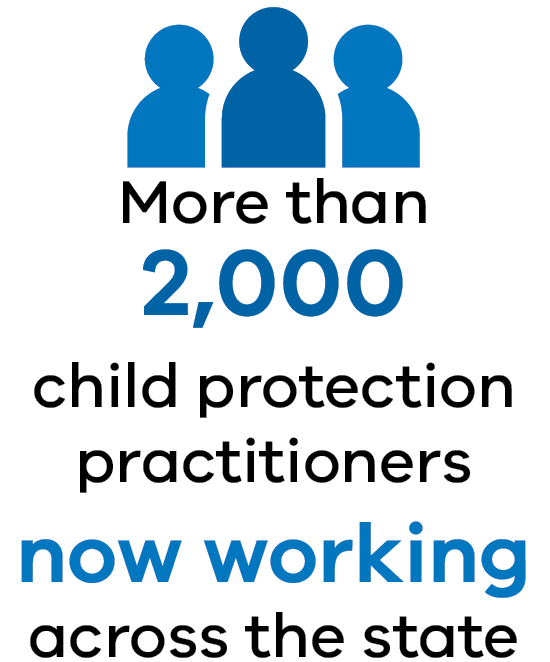 More than
2,000
child protection
practitioners
now working
across the state